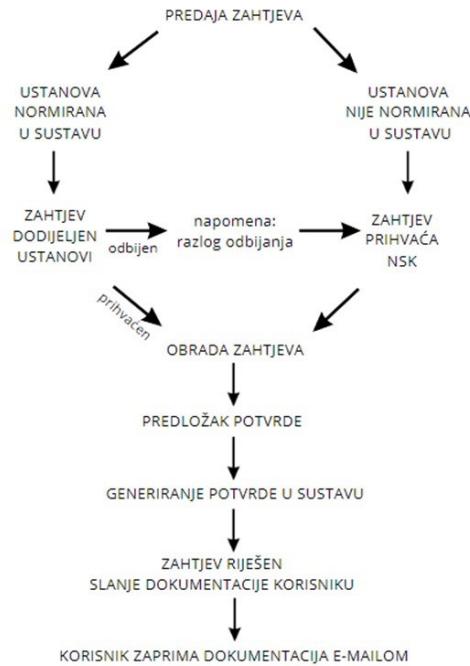 PREDAJA ZAHTJEVA
USTANOVA
NORMIRANA
U SUSTAVU
USTANOVA
NIJE NORMIRANA
U SUSTAVU
ZAHTJEV
DODIJELJEN
USTANOVI
odbijen
napomena:
razlog odbijanja
ZAHTJEV
PRIHVAĆA
NSK
prihvaćen
OBRADA ZAHTJEVA
PREDLOŽAK POTVRDE
GENERIRANJE POTVRDE U SUSTAVU
ZAHTJEV RIJEŠEN
SLANJE DOKUMENTACIJE KORISNIKU
KORISNIK ZAPRIMA DOKUMENTACIJA E-MAILOM